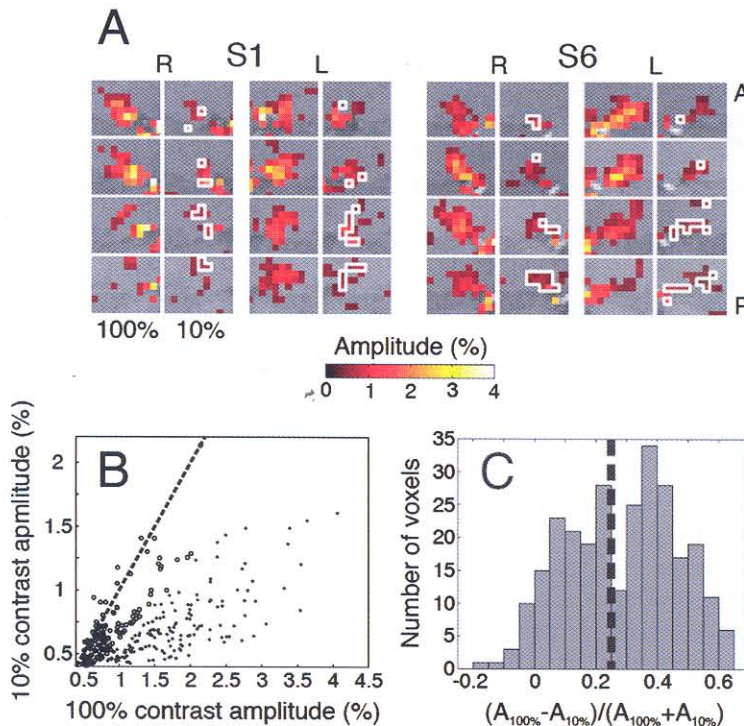 A
R S1 L
R S6 L
A
P
100% 10%
Amplitude (%)
0 1 2 3 4
B
10% contrast apmlitude (%)
2
1.5
1
0.5
0.5 1 1.5 2 2.5 3 3.5 4 4.5
100% contrast amplitude (%)
C
Number of voxels
35
30
25
20
15
10
5
0
-0.2 0 0.2 0.4 0.6
(A100%-A10%)/(A100%+A10%)